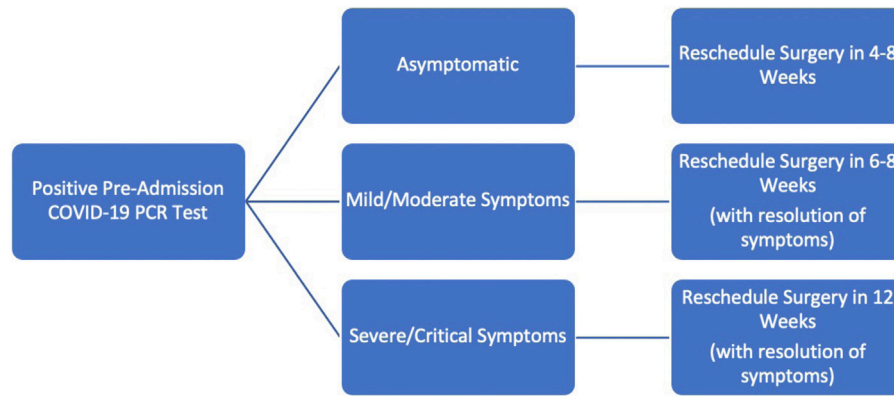 Positive Pre-Admission
COVID-19 PCR Test
Asymptomatic
Reschedule Surgery in 4-8
Weeks
Mild/Moderate Symptoms
Reschedule Surgery in 6-8
Weeks
(with resolution of
symptoms)
Severe/Critical Symptoms
Reschedule Surgery in 12
Weeks
(with resolution of
symptoms)